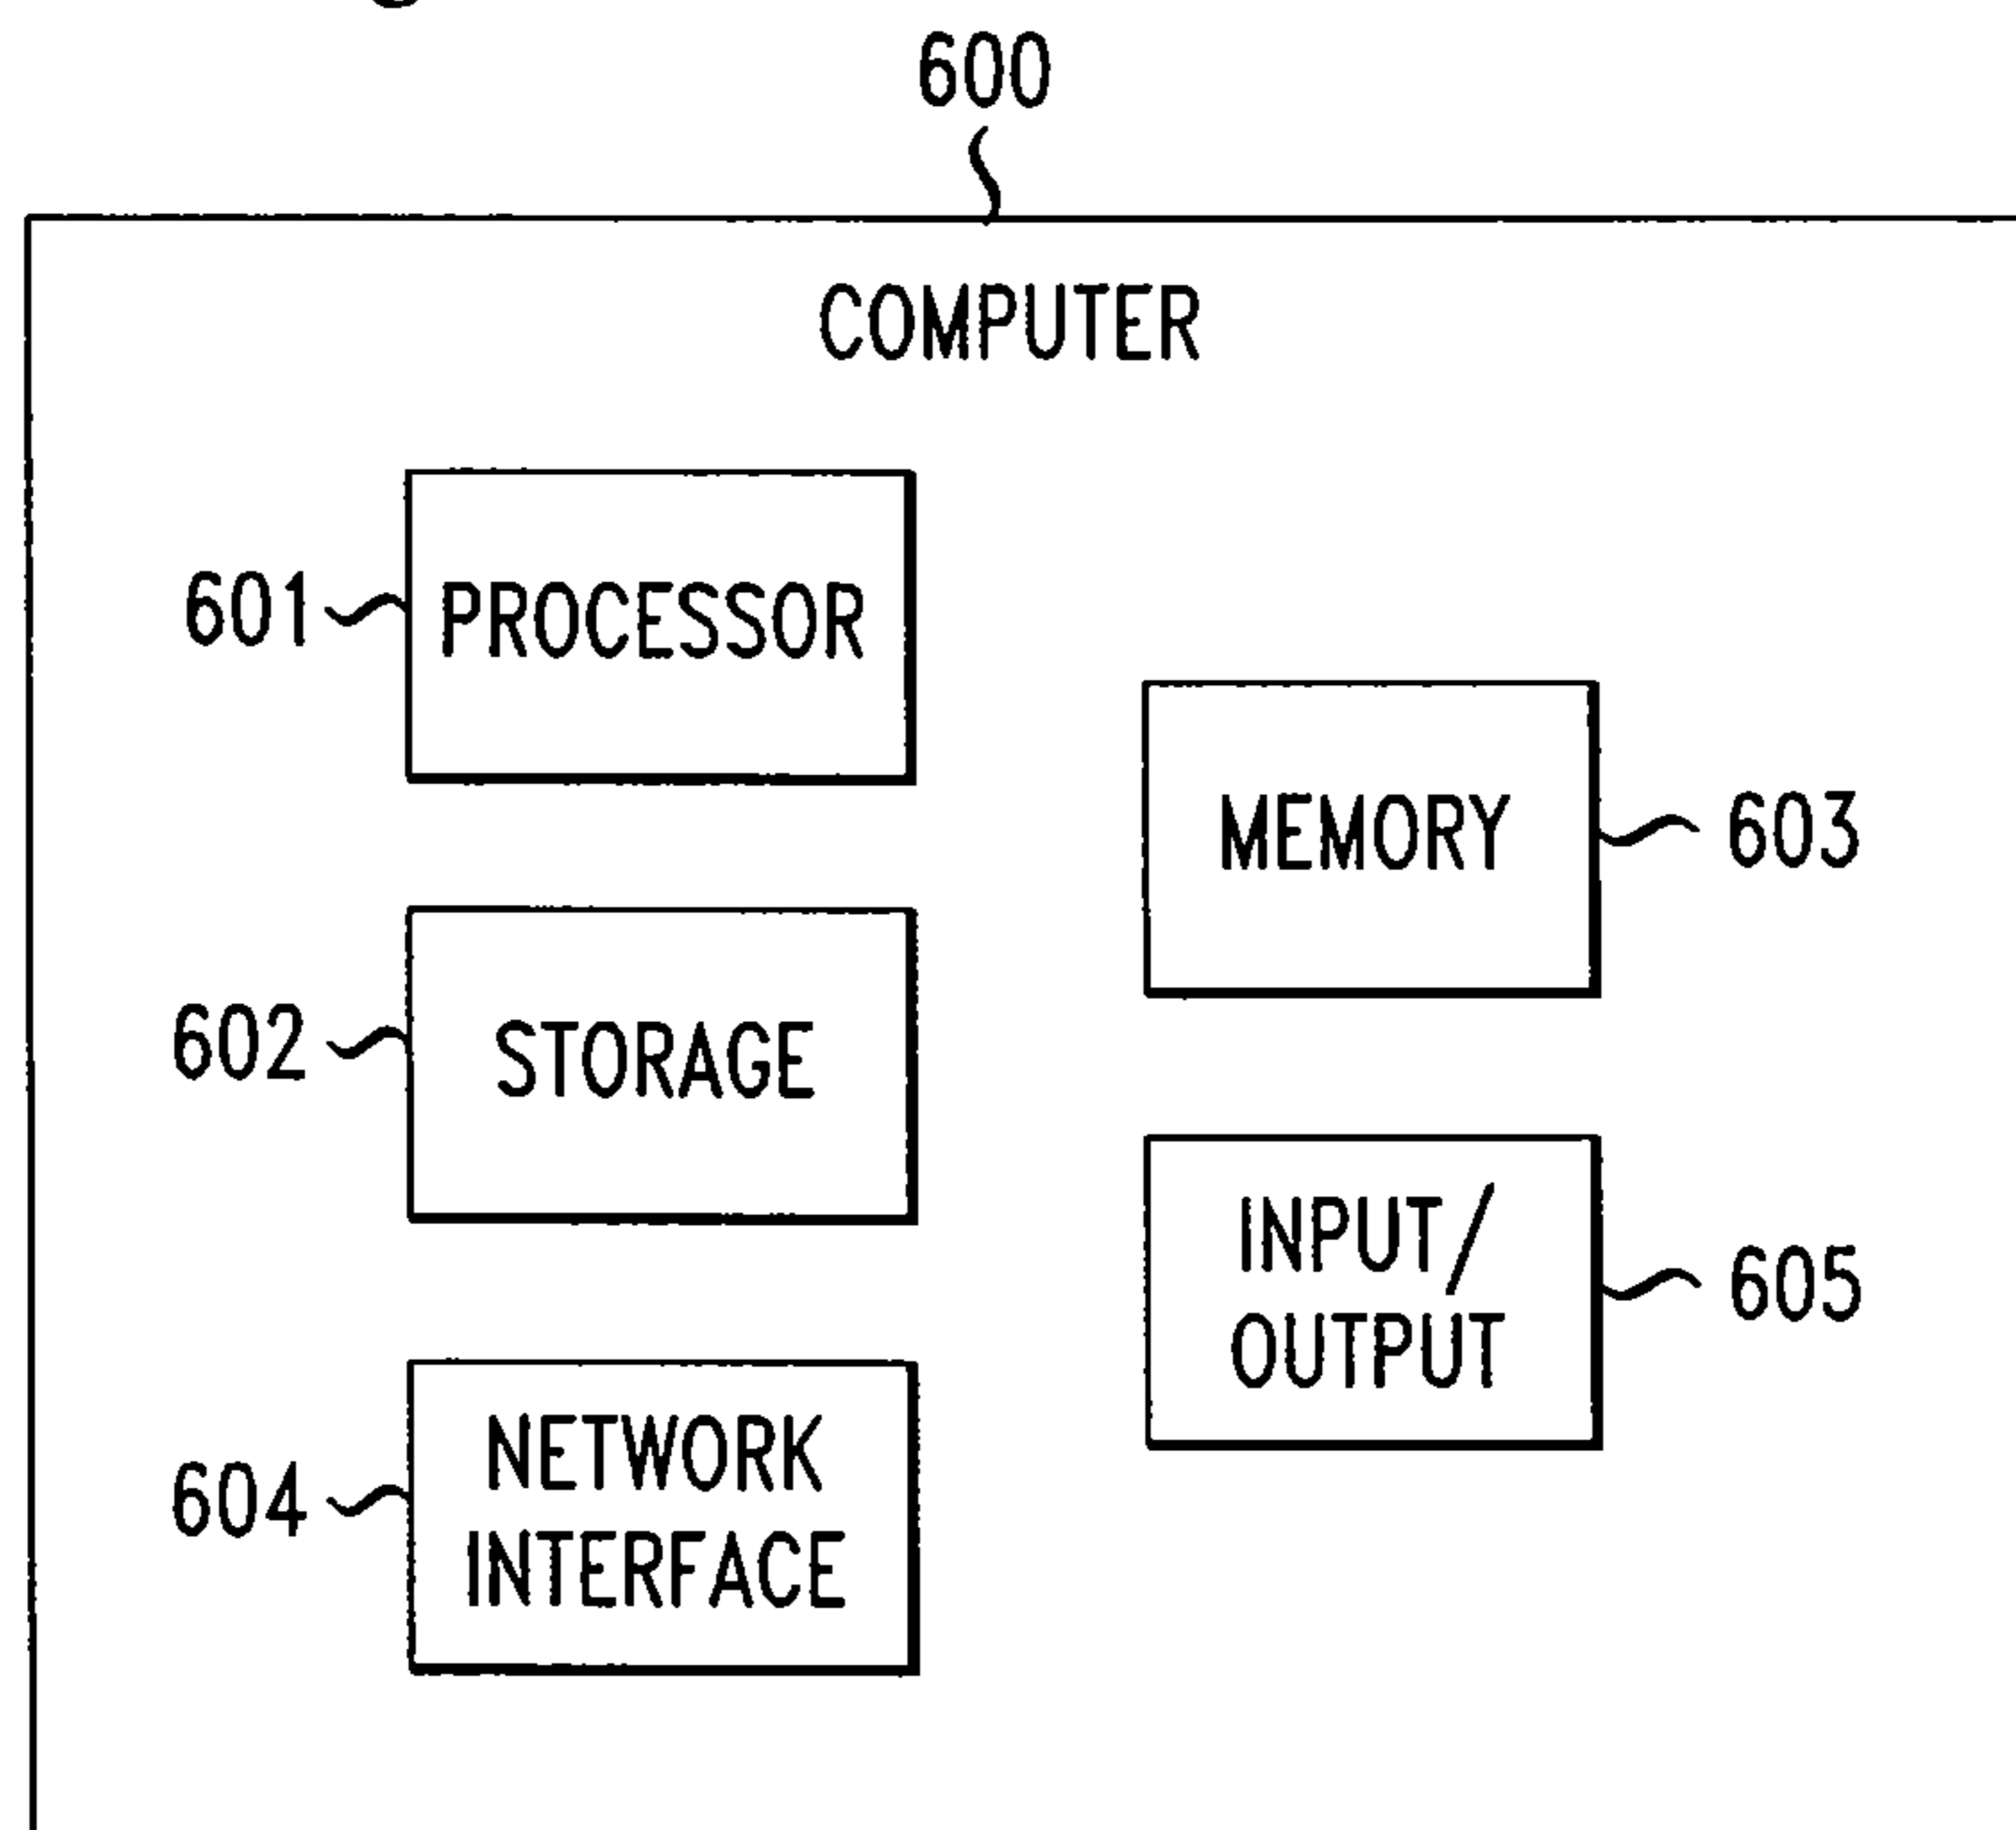 600
COMPUTER
601
PROCESSOR
MEMORY
603
602
STORAGE
INPUT/
OUTPUT
605
604
NETWORK
INTERFACE